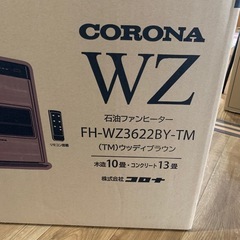 CORONA
WZ
石油ファンヒーター
FH-WZ3622BY-TM
(TM)ウッディブラウン
木造10畳・コンクリート13畳
株式会社コロナ